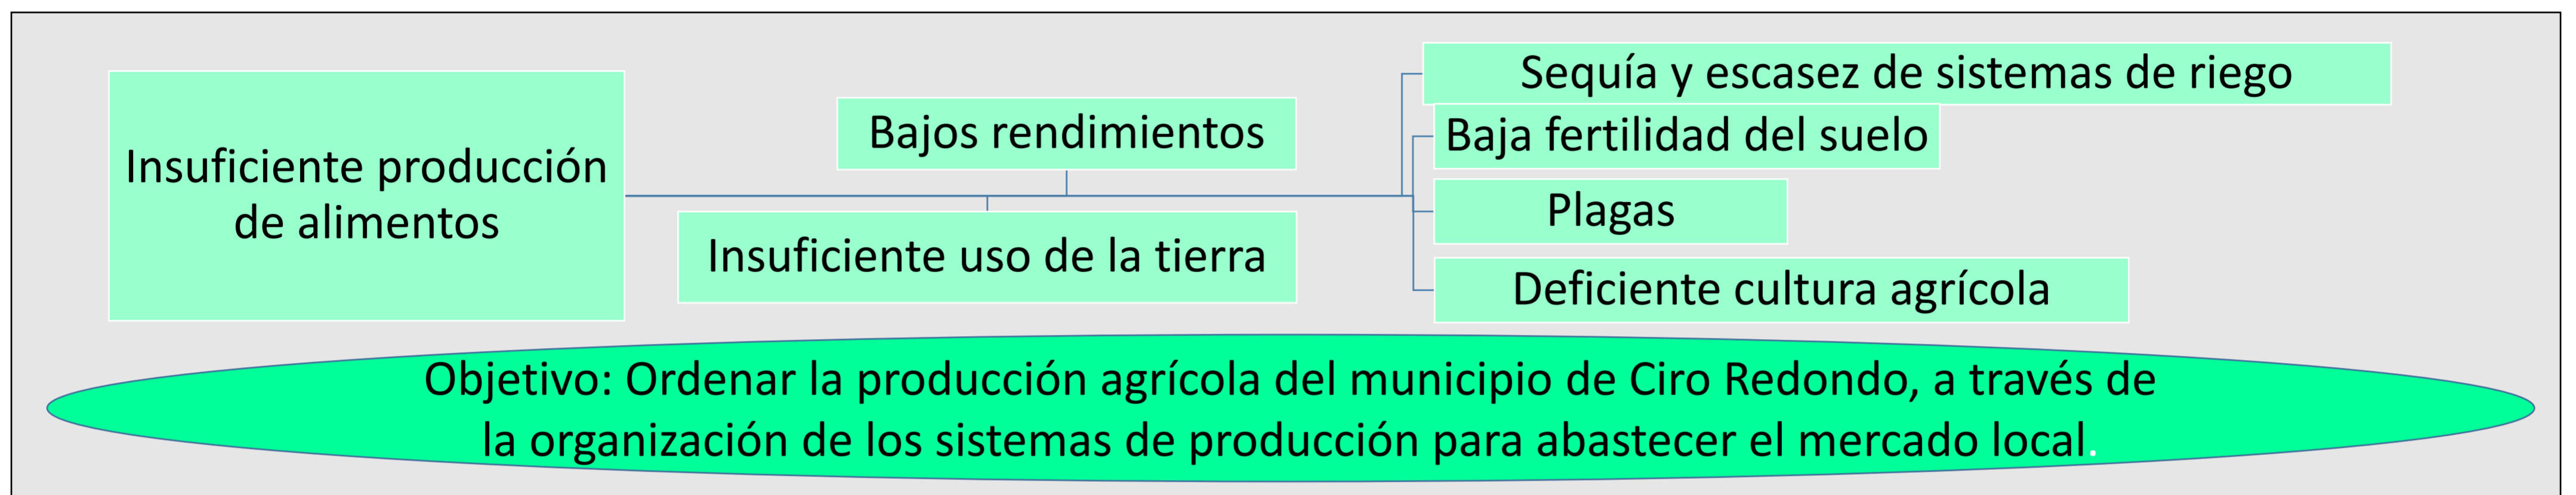 Insuficiente producción
de alimentos
Bajos rendimientos
Insuficiente uso de la tierra
Sequía y escasez de sistemas de riego
Baja fertilidad del suelo
Plagas
Deficiente cultura agrícola
Objetivo: Ordenar la producción agrícola del municipio de Ciro Redondo, a través de
la organización de los sistemas de producción para abastecer el mercado local.